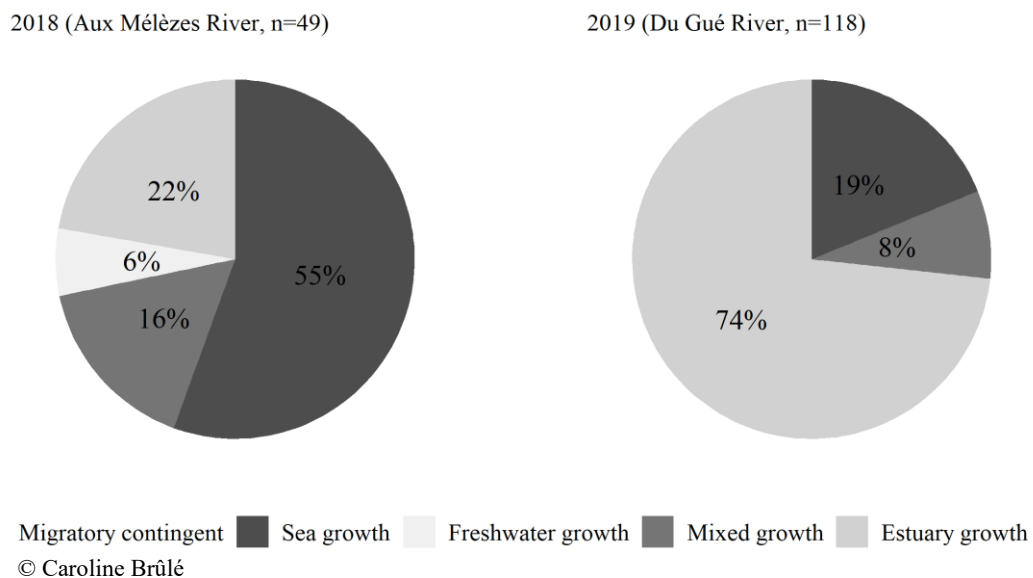 2018 (Aux Mélèzes River, n=49)
2019 (Du Gué River, n=118)
22%
6%
55%
16%
19%
8%
74%
Migratory contingent Sea growth Freshwater growth Mixed growth Estuary growth
© Caroline Brûlé